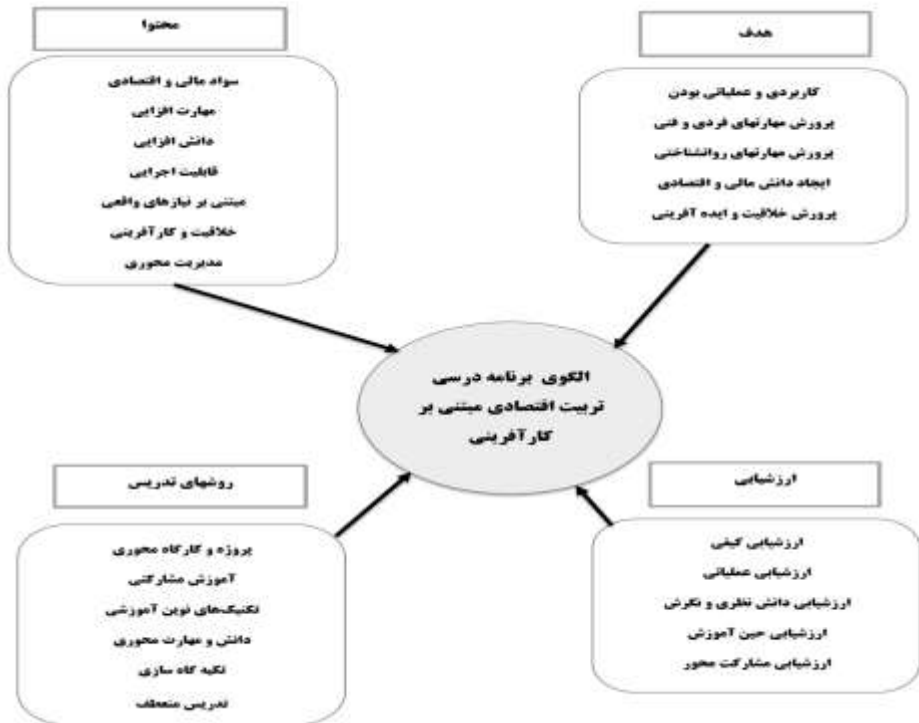 هدف
کاربردی و عملیاتی بودن
پرورش مهارتهای فردی و فنی
پرورش مهارتهای روانشناختی
ایجاد دانش مالی و اقتصادی
پرورش خلاقیت و ایده آفرینی
محتوا
سواد مالی و اقتصادی
مهارت افزایی
دانش افزایی
قابلیت اجرایی
مبتنی بر نیازهای واقعی
خلاقیت و کارآفرینی
مدیریت محوری
الگوی برنامه درسی
تربیت اقتصادی مبتنی بر
کارآفرینی
ارزشیابی
ارزشیابی کیفی
ارزشیابی عملیاتی
ارزشیابی دانش نظری و نگرش
ارزشیابی حین آموزش
ارزشیابی مشارکت محور
روشهای تدریس
پروژه و کارگاه محوری
آموزش مشارکتی
تکنیک‌های نوین آموزشی
دانش و مهارت محوری
تکیه گاه سازی
تدریس منعطف